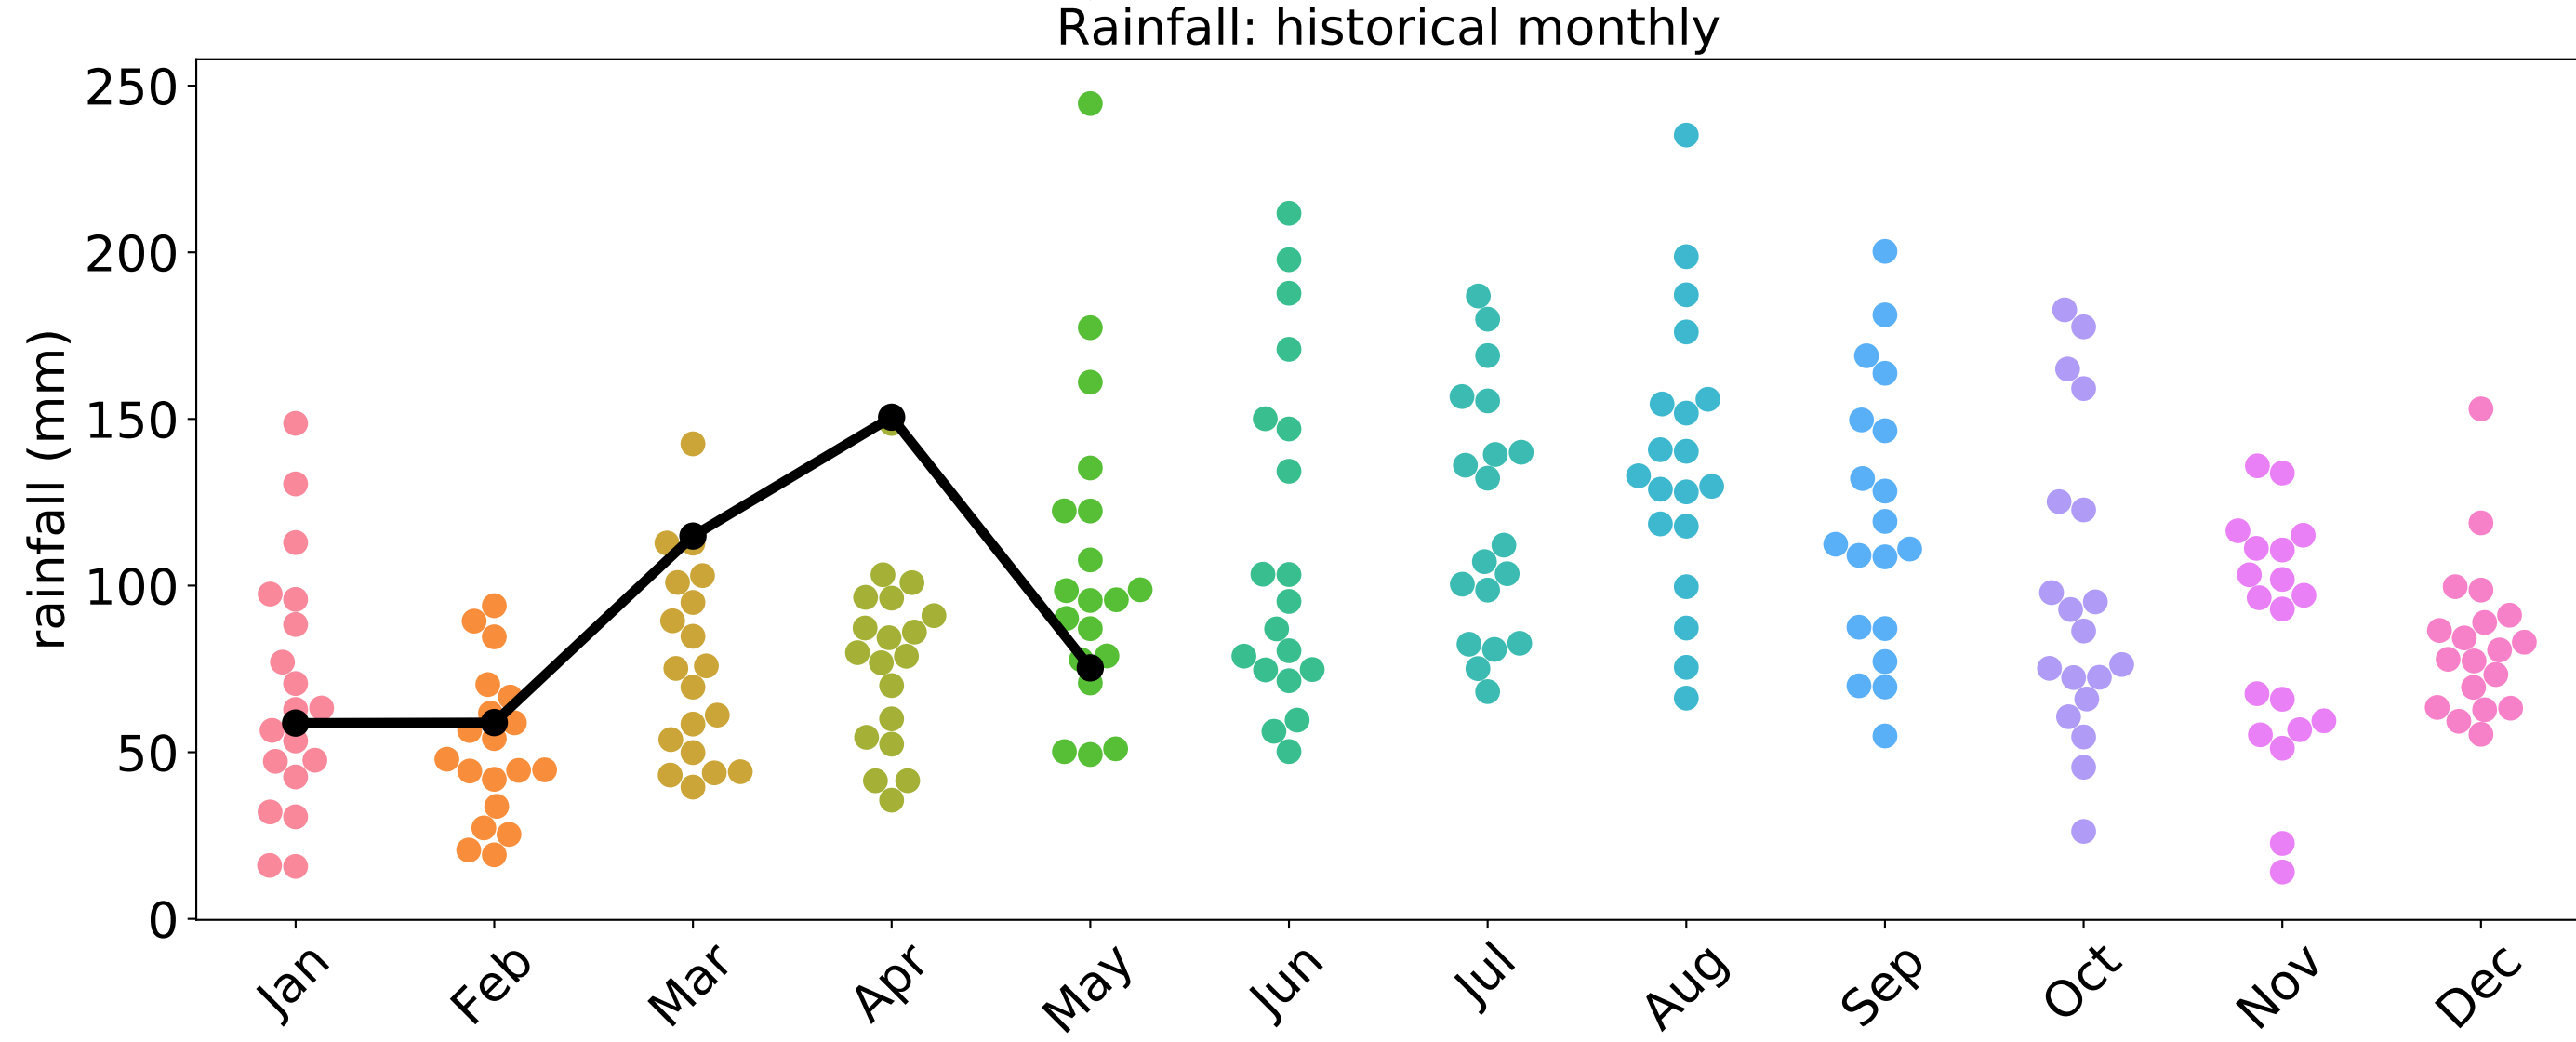 Rainfall: historical monthly
rainfall (mm)
250
200
150
100
50
0
Jan
Feb
Mar
Apr
May
Jun
Jul
Aug
Sep
Oct
Nov
Dec